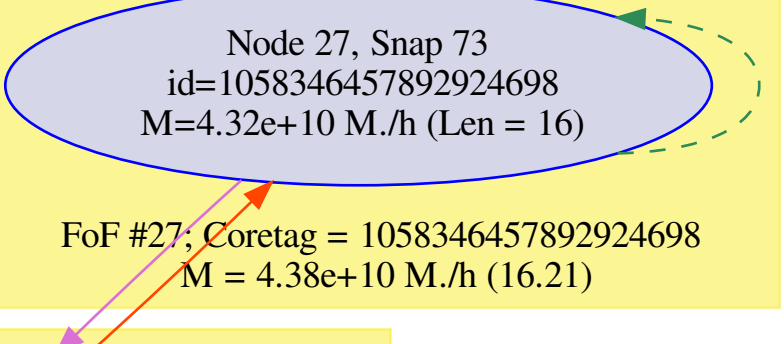 Node 27, Snap 73
id=1058346457892924698
M=4.32e+10 M./h (Len = 16)
FoF #27; Coretag = 1058346457892924698
M = 4.38e+10 M./h (16.21)